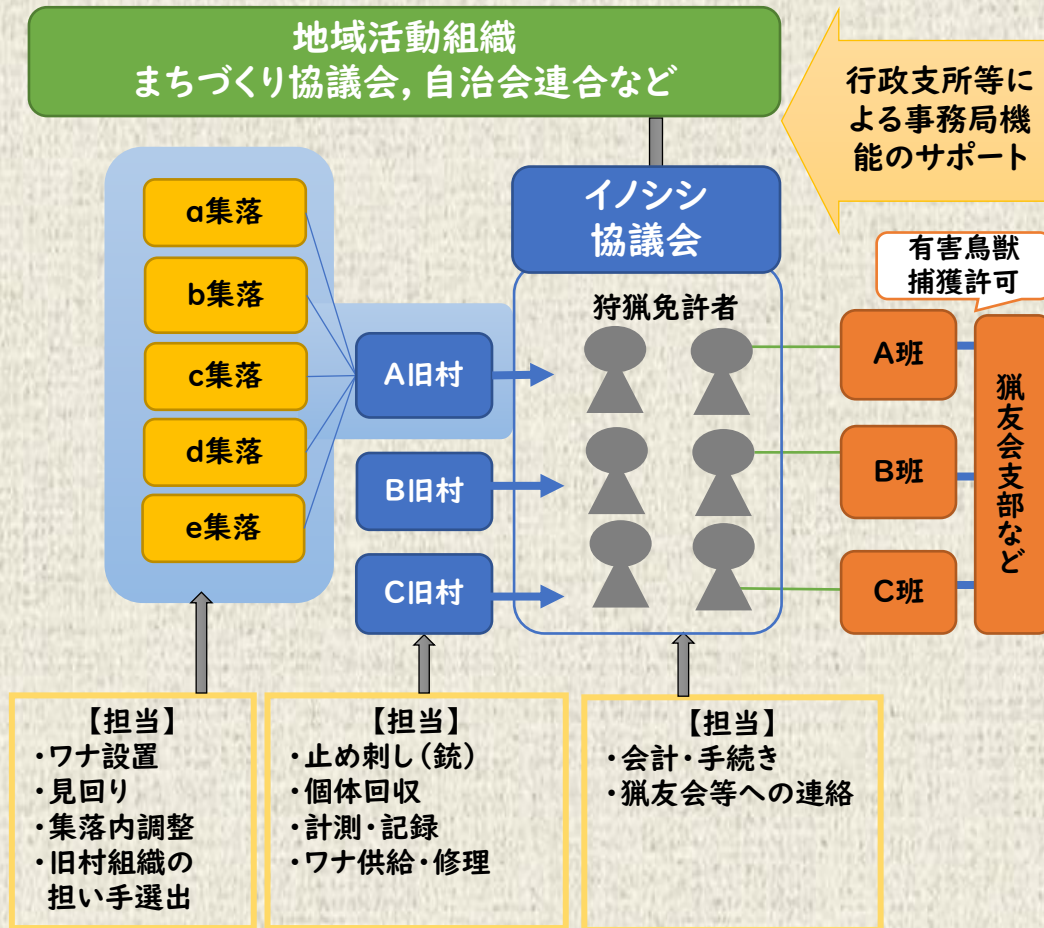 地域活動組織
まちづくり協議会，自治会連合など
行政支所等に
よる事務局機
能のサポート
イノシシ
協議会
有害鳥獣
捕獲許可
狩猟免許者
a集落
b集落
c集落
d集落
e集落
A旧村
B旧村
C旧村
A班
B班
C班
猟友会支部など
【担当】
・ワナ設置
・見回り
・集落内調整
・旧村組織の
担い手選出
【担当】
・止め刺し（銃）
・個体回収
・計測・記録
・ワナ供給・修理
【担当】
・会計・手続き
・猟友会等への連絡